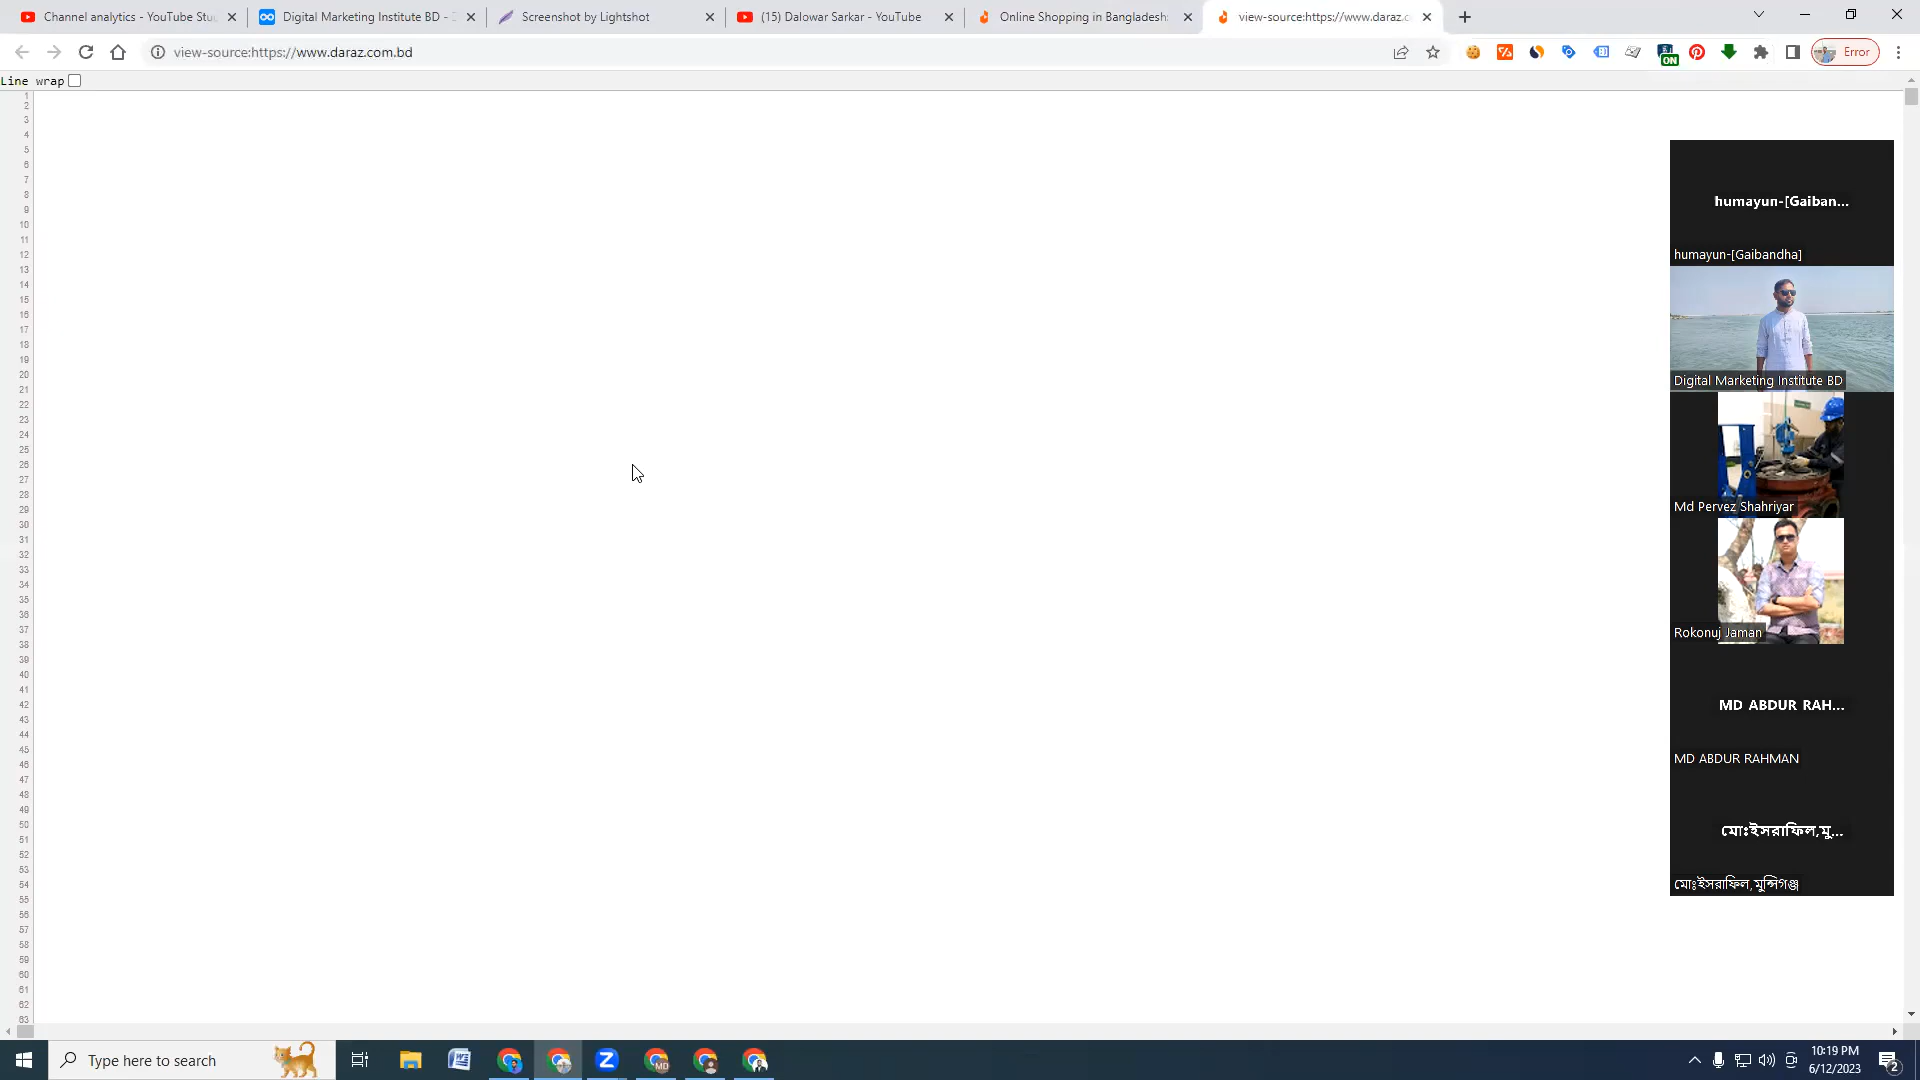 Channel analytics - YouTube Stu
Digital Marketing Institute BD -
Screenshot by Lightshot
(15) Dalowar Sarkar - YouTube
Online Shopping in Bangladesh:
view-source:https://www.daraz.c
view-source:https://www.daraz.com.bd
ON
Error
Line wrap
1
2
3
4
5
6
7
8
9
10
11
12
13
14
15
16
17
18
19
20
21
22
23
24
25
26
27
28
29
30
31
32
33
34
35
36
37
38
39
40
41
42
43
44
45
46
47
48
49
50
51
52
53
54
55
56
57
58
59
60
61
62
63
humayun-[Gaiban...
humayun-[Gaibandha]
Digital Marketing Institute BD
Md Pervez Shahriyar
Rokonuj Jaman
MD ABDUR RAH...
MD ABDUR RAHMAN
মোঃইসরাফিল,মু...
মোঃইসরাফিল,মুন্সিগঞ্জ
Type here to search
MD
10:19 PM
6/12/2023
2